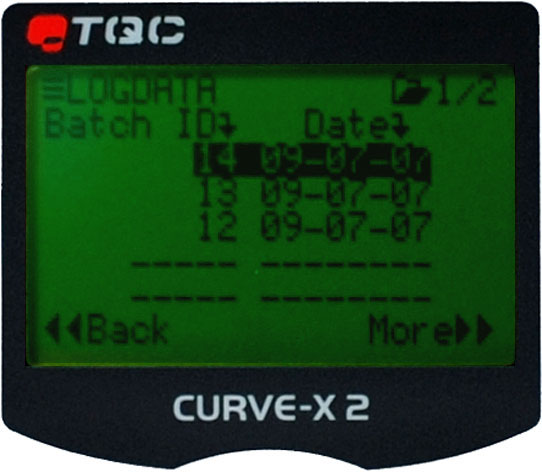 TQC
LOGDATA 1/2
Batch ID Date
14 09-07-07
13 09-07-07
12 09-07-07
----- --------
----- --------
Back More
CURVE-X 2